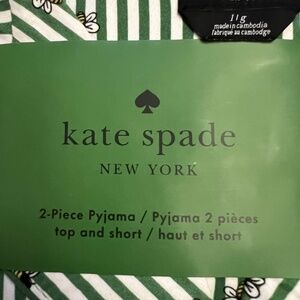 made in cambodia
fabriqué au cambodge
kate spade
NEW YORK
2-Piece Pyjama / Pyjama 2 pièces
top and short / haut et short